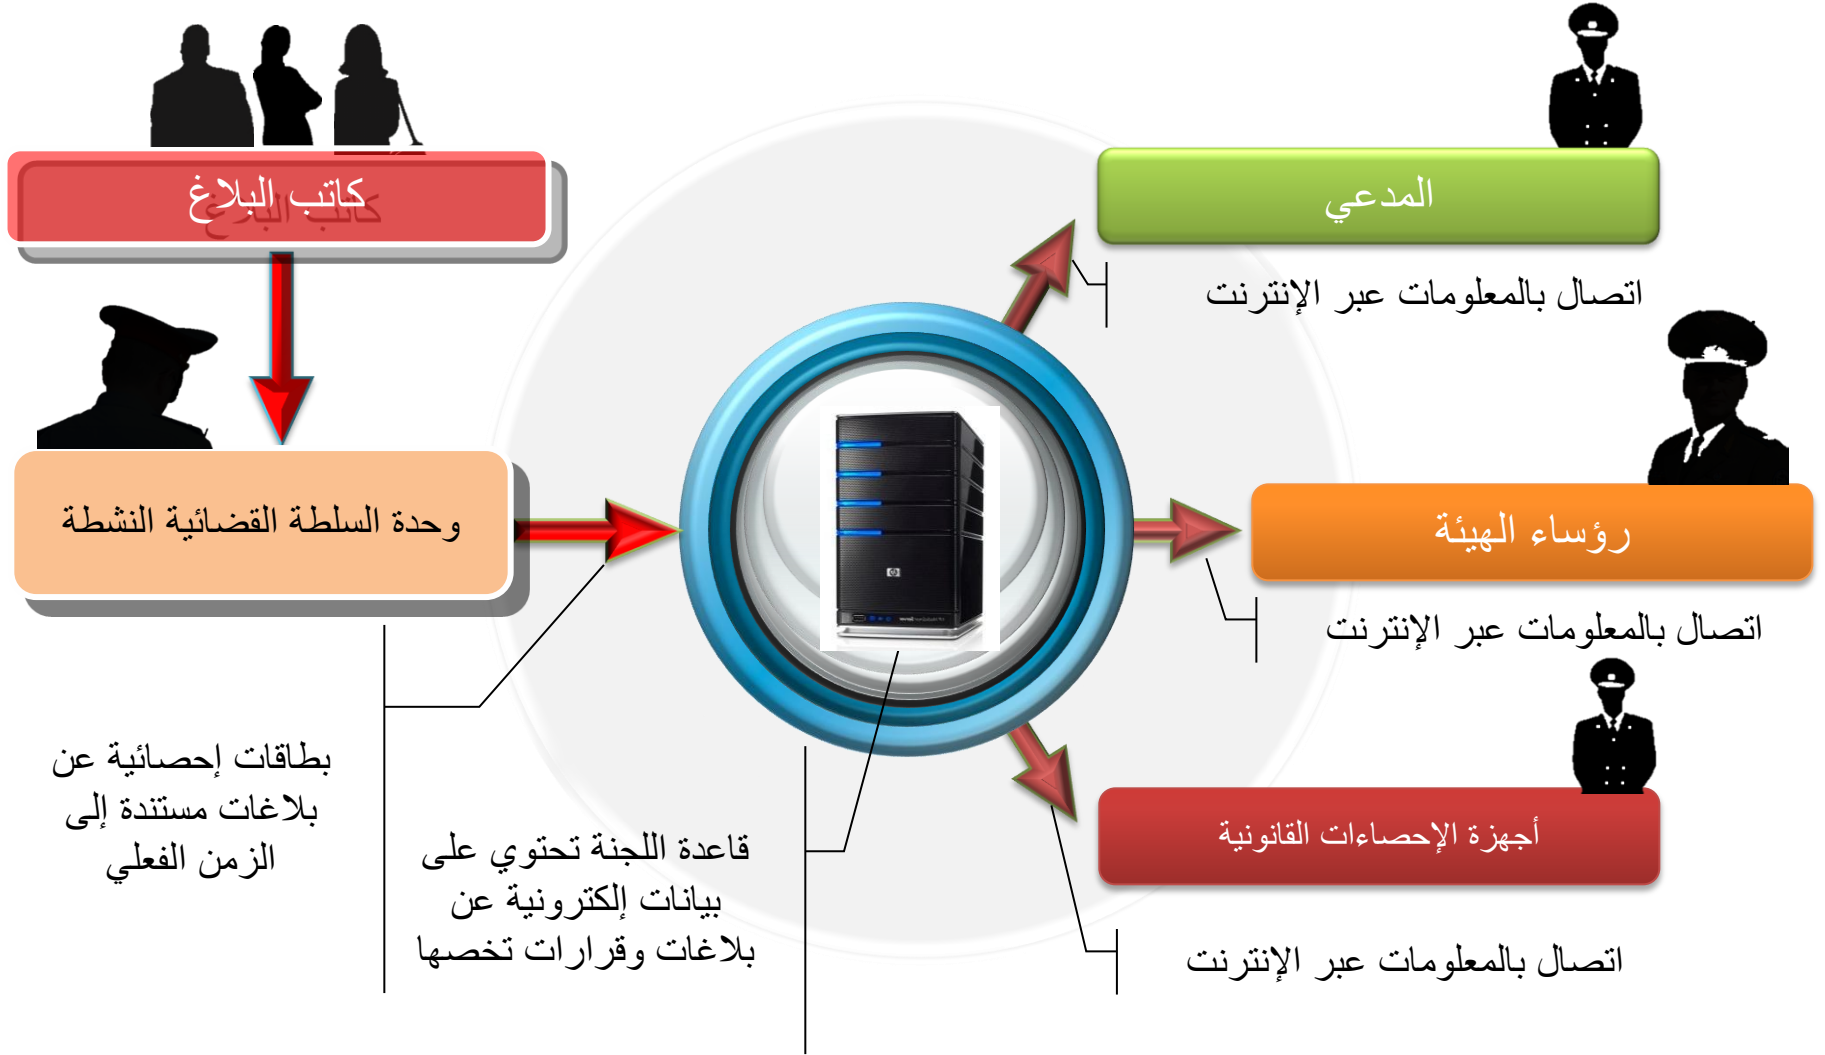 كاتب البلاغ
المدعي
اتصال بالمعلومات عبر الإنترنت
وحدة السلطة القضائية النشطة
رؤساء الهيئة
اتصال بالمعلومات عبر الإنترنت
بطاقات إحصائية عن
بلاغات مستندة إلى
الزمن الفعلي
قاعدة اللجنة تحتوي على
بيانات إلكترونية عن
بلاغات وقرارات تخصها
أجهزة الإحصاءات القانونية
اتصال بالمعلومات عبر الإنترنت
hp